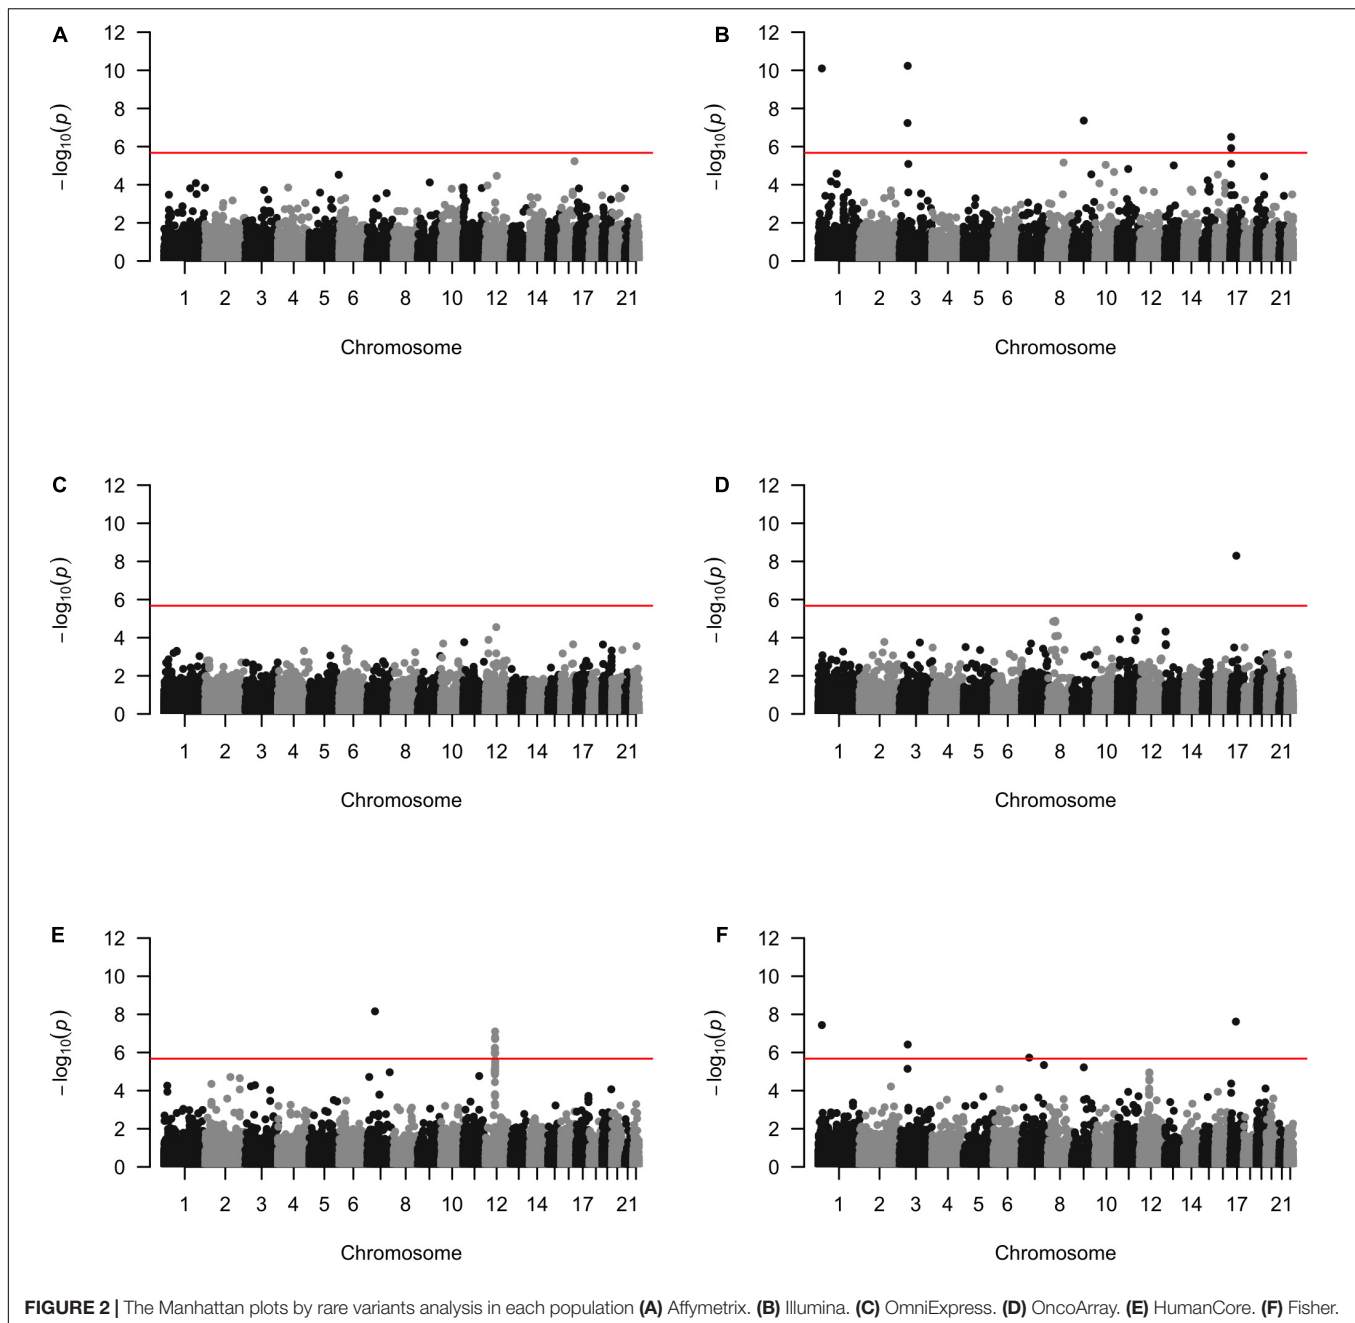 A
12
10
8
6
4
2
0
−log10(p)
1 2 3 4 5 6 8 10 12 14 17 21
Chromosome
B
12
10
8
6
4
2
0
−log10(p)
1 2 3 4 5 6 8 10 12 14 17 21
Chromosome
C
12
10
8
6
4
2
0
−log10(p)
1 2 3 4 5 6 8 10 12 14 17 21
Chromosome
D
12
10
8
6
4
2
0
−log10(p)
1 2 3 4 5 6 8 10 12 14 17 21
Chromosome
E
12
10
8
6
4
2
0
−log10(p)
1 2 3 4 5 6 8 10 12 14 17 21
Chromosome
F
12
10
8
6
4
2
0
−log10(p)
1 2 3 4 5 6 8 10 12 14 17 21
Chromosome
FIGURE 2 | The Manhattan plots by rare variants analysis in each population (A) Affymetrix. (B) Illumina. (C) OmniExpress. (D) OncoArray. (E) HumanCore. (F) Fisher.